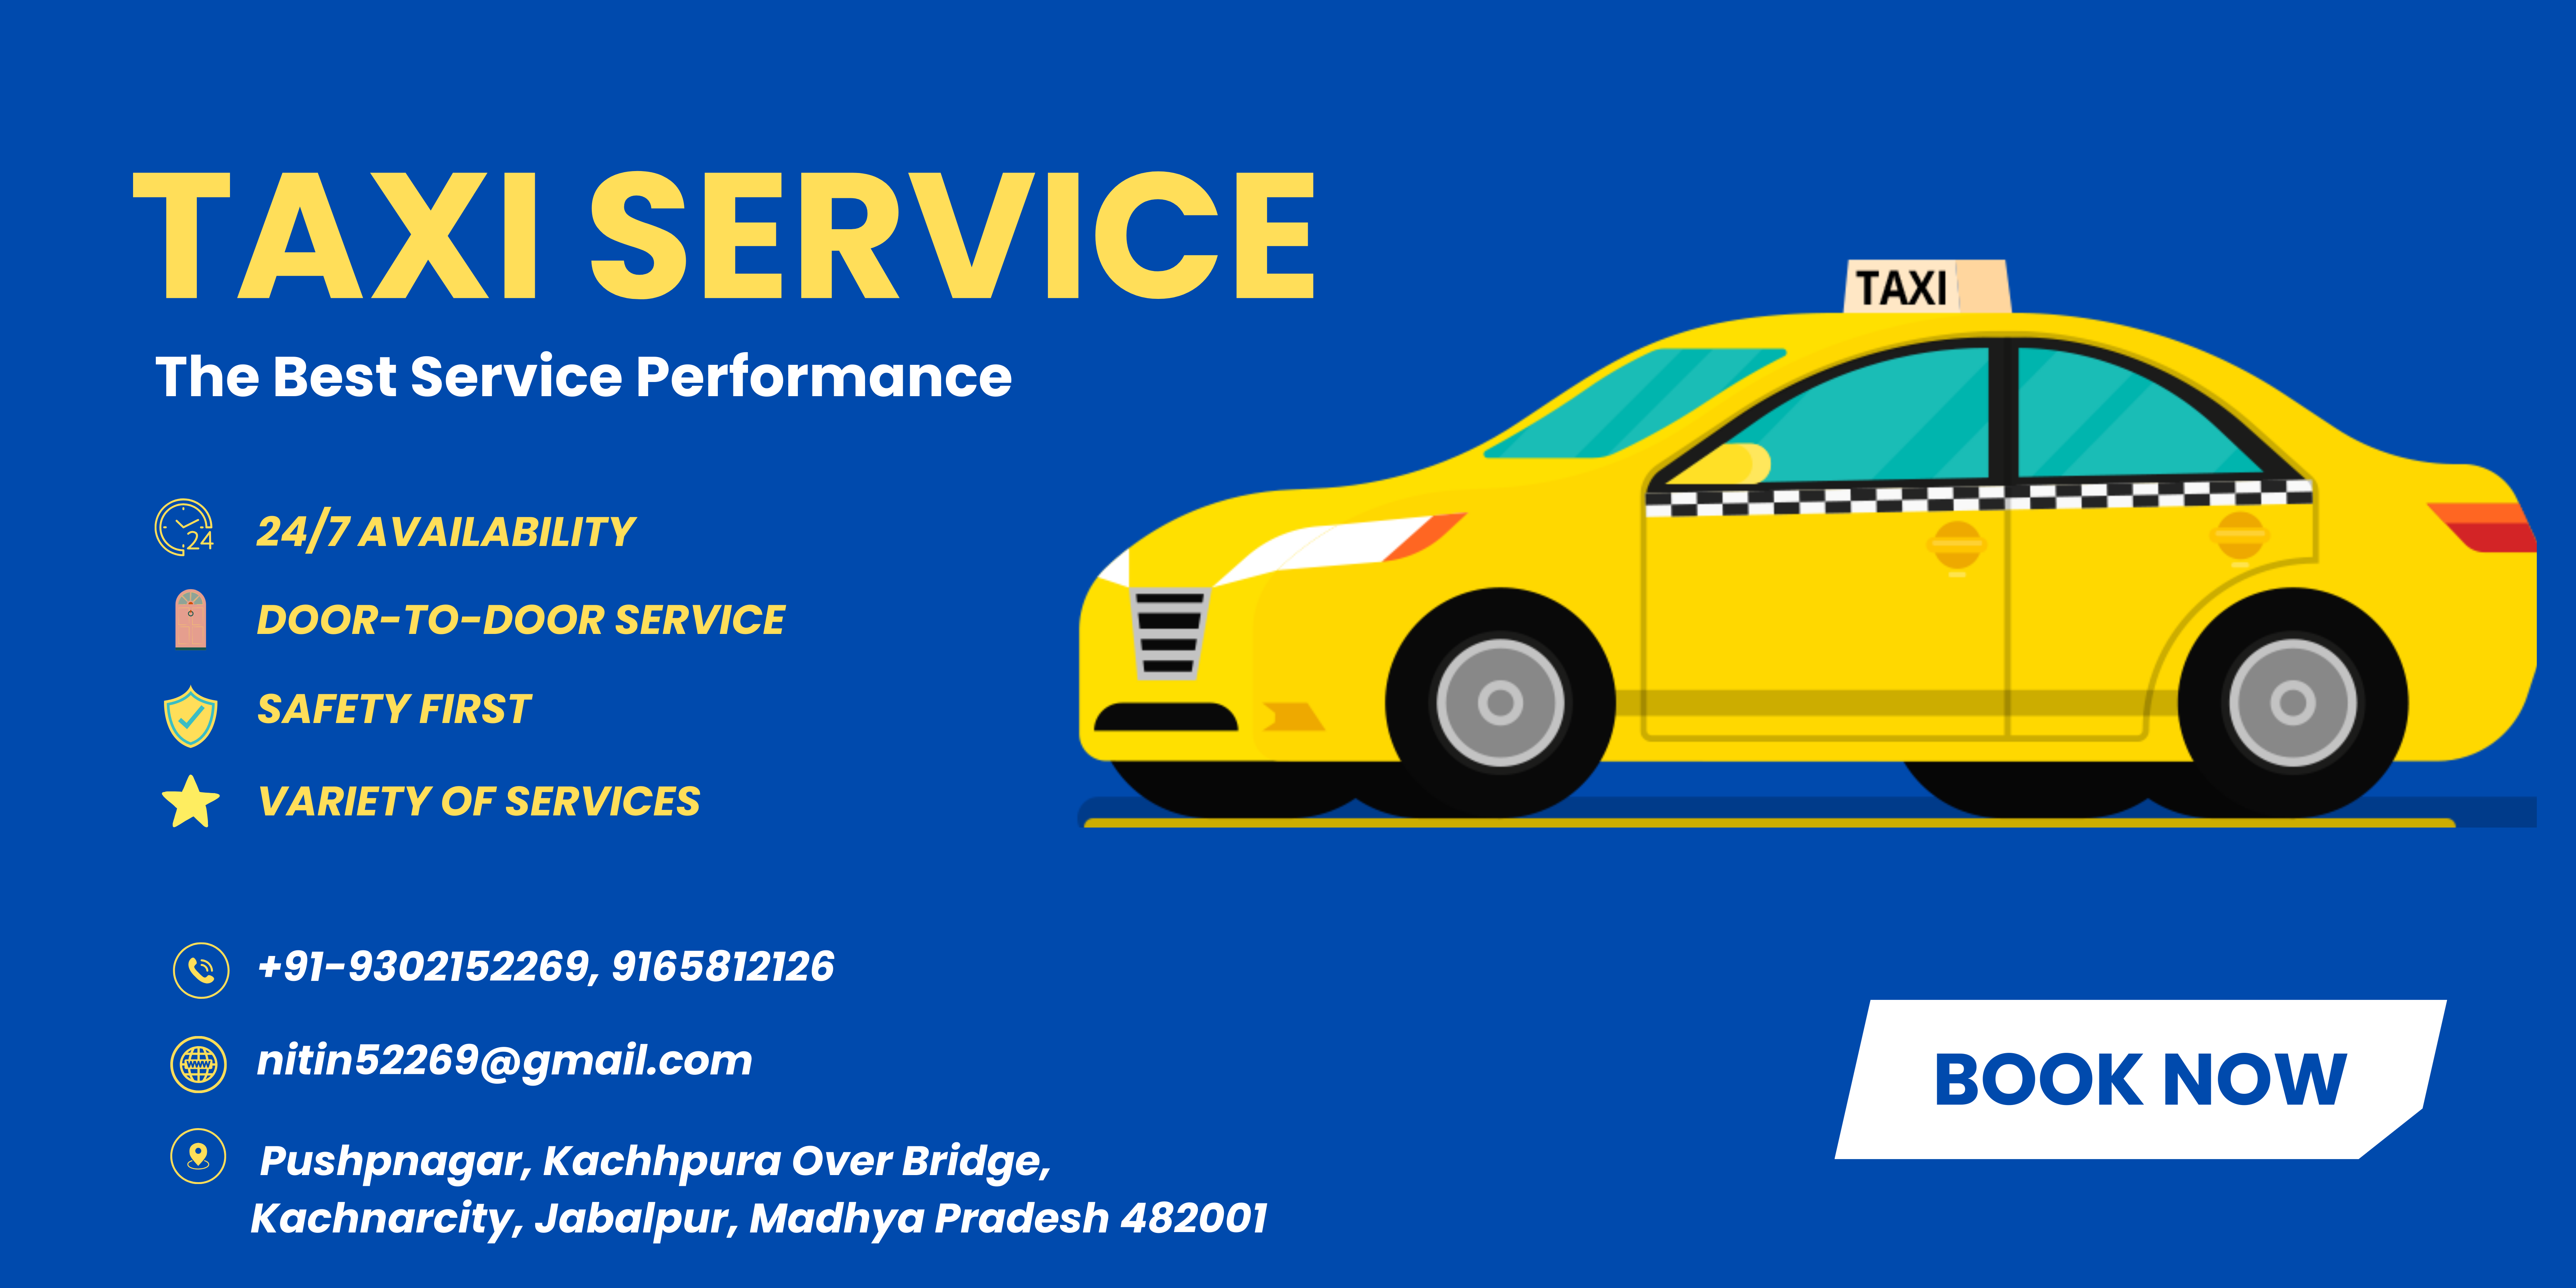 TAXI SERVICE
The Best Service Performance
TAXI
24
24/7 AVAILABILITY
DOOR-TO-DOOR SERVICE
SAFETY FIRST
VARIETY OF SERVICES
+91-9302152269, 9165812126
nitin52269@gmail.com
Pushpnagar, Kachhpura Over Bridge,
Kachnarcity, Jabalpur, Madhya Pradesh 482001
BOOK NOW